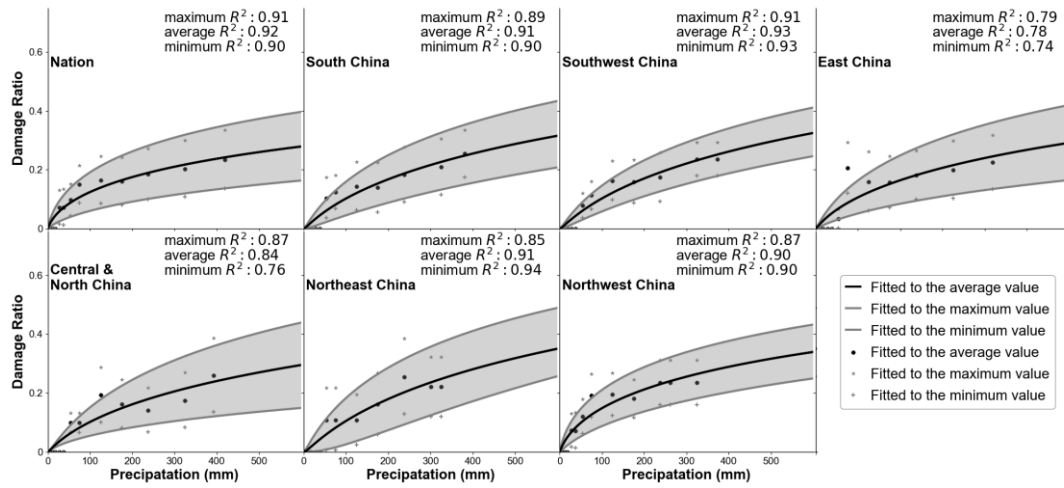 maximum R² : 0.91
average R² : 0.92
minimum R² : 0.90
Nation
maximum R² : 0.89
average R² : 0.91
minimum R² : 0.90
South China
maximum R² : 0.91
average R² : 0.93
minimum R² : 0.93
Southwest China
maximum R² : 0.79
average R² : 0.78
minimum R² : 0.74
East China
Damage Ratio
0.6
0.4
0.2
0
maximum R² : 0.87
average R² : 0.84
minimum R² : 0.76
Central &
North China
maximum R² : 0.85
average R² : 0.91
minimum R² : 0.94
Northeast China
maximum R² : 0.87
average R² : 0.90
minimum R² : 0.90
Northwest China
Damage Ratio
0.6
0.4
0.2
0.0
0 100 200 300 400 500
Precipatation (mm)
0 100 200 300 400 500
Precipatation (mm)
0 100 200 300 400 500
Precipatation (mm)
Fitted to the average value
Fitted to the maximum value
Fitted to the minimum value
Fitted to the average value
Fitted to the maximum value
Fitted to the minimum value